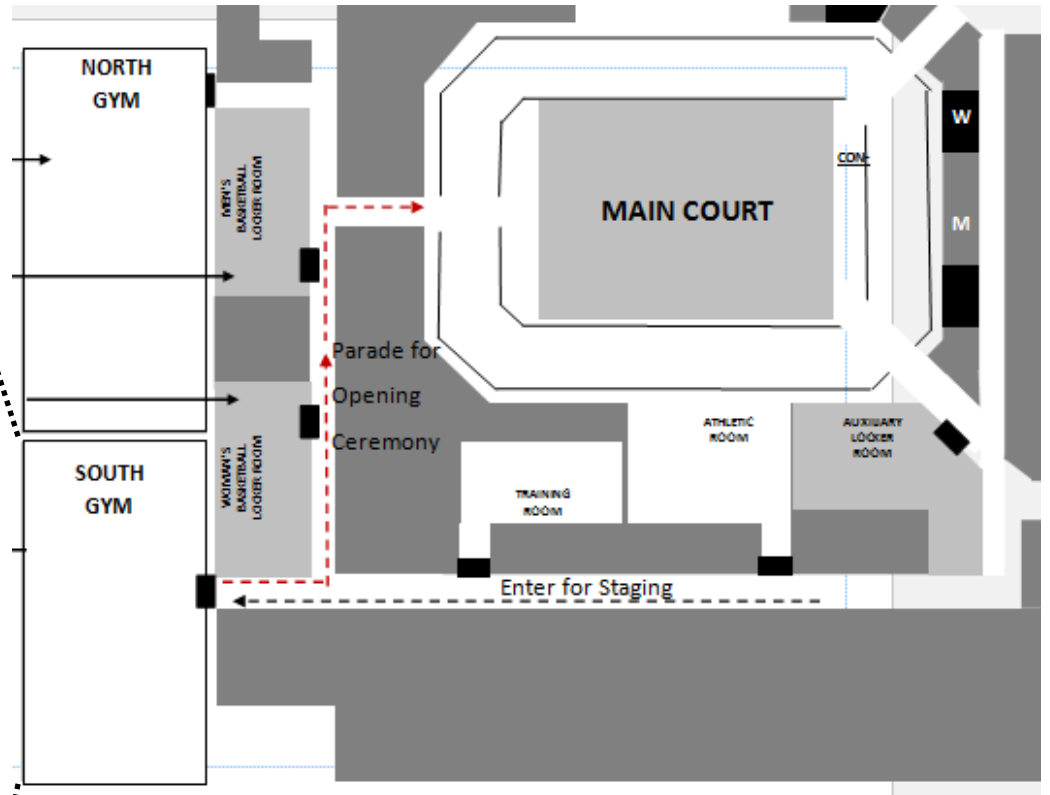 NORTH
GYM
W
CON-
MEN'S
BASKETBALL
LOCKER ROOM
MAIN COURT
M
Parade for
Opening
Ceremony
WOMAN'S
BASKETBALL
LOCKER ROOM
ATHLETIC
ROOM
AUXILIARY
LOCKER
ROOM
SOUTH
GYM
TRAINING
ROOM
Enter for Staging